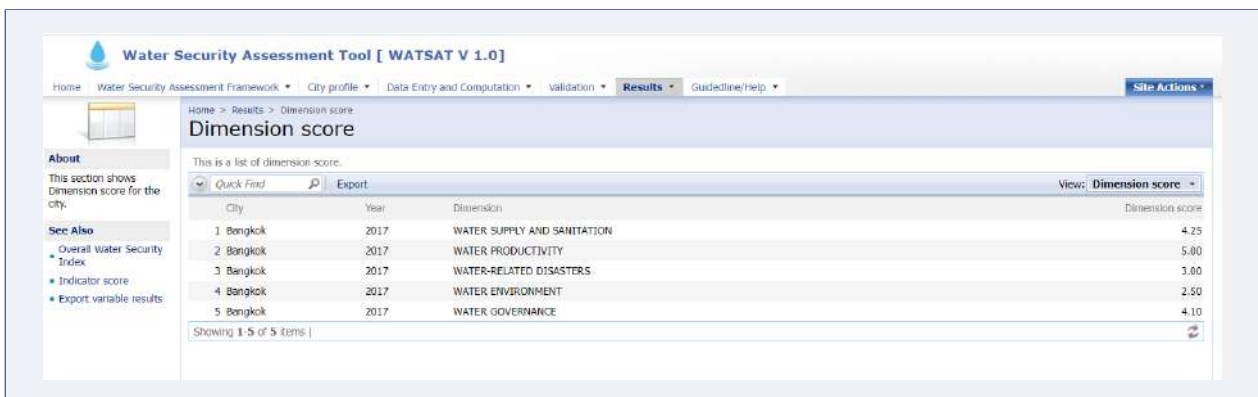 Water Security Assessment Tool [ WATSAT V 1.0]
Home Water Security Assessment Framework City profile Data Entry and Computation Validation Results Guidedline/Help Site Actions
Home > Results > Dimension score
Dimension score
About
This section shows
Dimension score for the
city.
See Also
Overall Water Security
Index
Indicator score
Export variable results
This is a list of dimension score.
Quick Find Export View: Dimension score
City Year Dimension Dimension score
1 Bangkok 2017 WATER SUPPLY AND SANITATION 4.25
2 Bangkok 2017 WATER PRODUCTIVITY 5.00
3 Bangkok 2017 WATER-RELATED DISASTERS 3.00
4 Bangkok 2017 WATER ENVIRONMENT 2.50
5 Bangkok 2017 WATER GOVERNANCE 4.10
Showing 1-5 of 5 items |